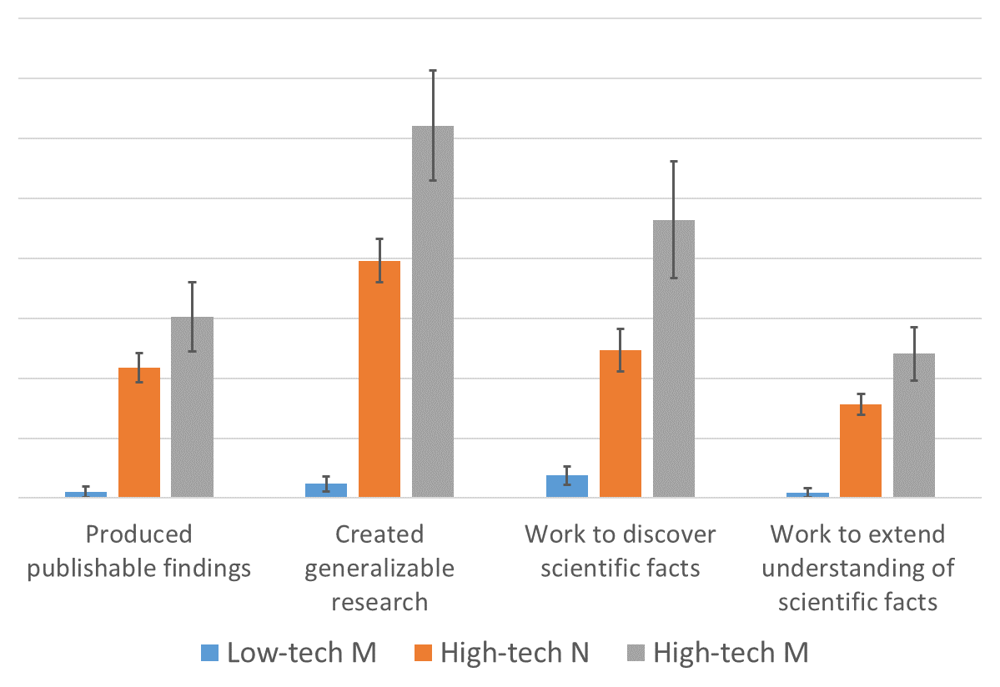 Produced
publishable findings
Created
generalizable
research
Work to discover
scientific facts
Work to extend
understanding of
scientific facts
Low-tech M
High-tech N
High-tech M